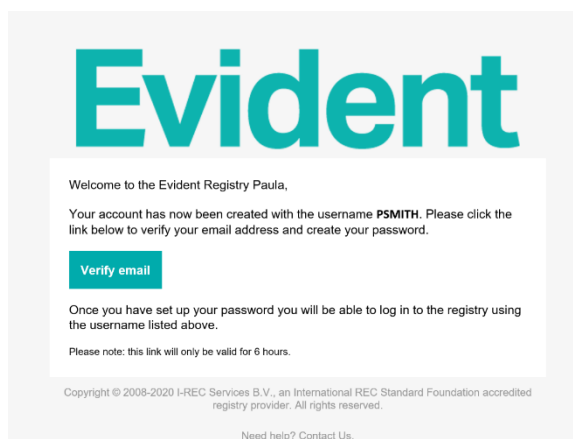 Evident
Welcome to the Evident Registry Paula,
Your account has now been created with the username PSMITH. Please click the
link below to verify your email address and create your password.
Verify email
Once you have set up your password you will be able to log in to the registry using
the username listed above.
Please note: this link will only be valid for 6 hours.
Copyright © 2008-2020 I-REC Services B.V., an International REC Standard Foundation accredited
registry provider. All rights reserved.
Need help? Contact Us.